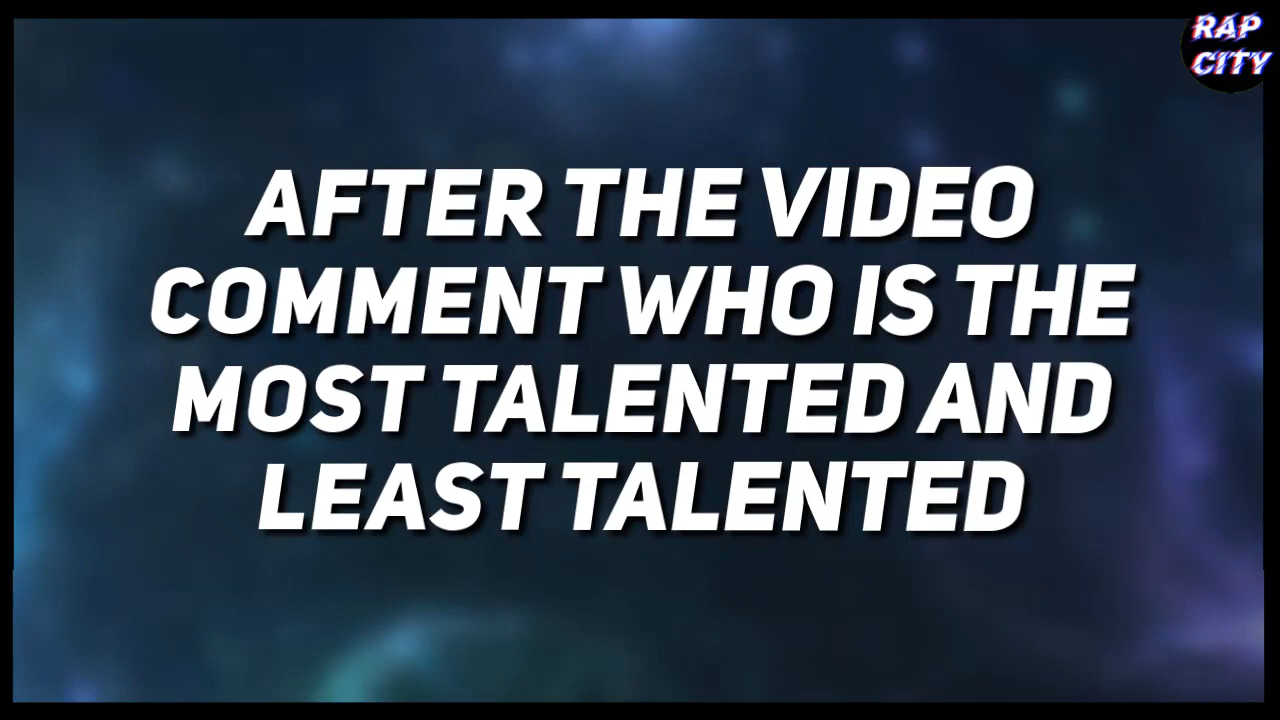 RAP
CITY
AFTER THE VIDEO
COMMENT WHO IS THE
MOST TALENTED AND
LEAST TALENTED